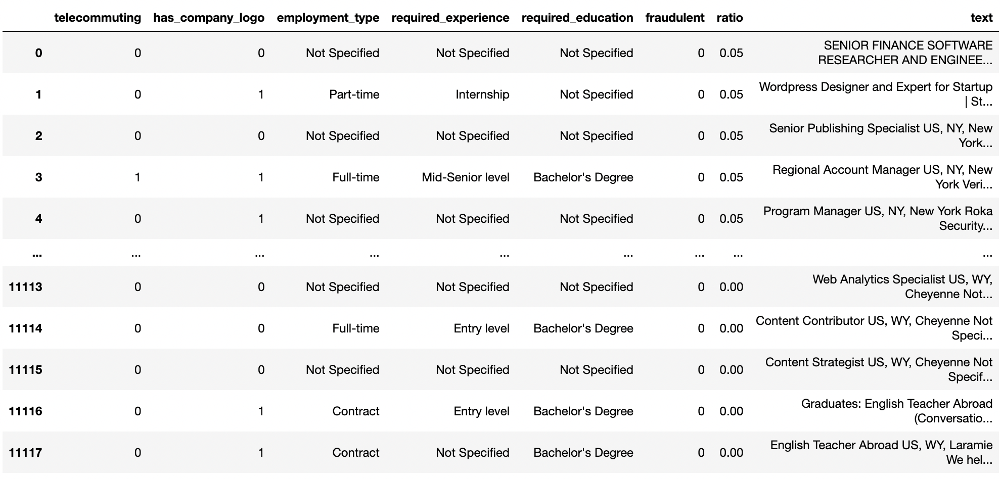 telecommuting has_company_logo employment_type required_experience required_education fraudulent ratio text
0 0 0 Not Specified Not Specified Not Specified 0 0.05 SENIOR FINANCE SOFTWARE
RESEARCHER AND ENGINEE...
1 0 1 Part-time Internship Not Specified 0 0.05 Wordpress Designer and Expert for Startup
| St...
2 0 0 Not Specified Not Specified Not Specified 0 0.05 Senior Publishing Specialist US, NY, New
York...
3 1 1 Full-time Mid-Senior level Bachelor's Degree 0 0.05 Regional Account Manager US, NY, New
York Veri...
4 0 1 Not Specified Not Specified Not Specified 0 0.05 Program Manager US, NY, New York Roka
Security...
... ... ... ... ... ... ... ... ...
11113 0 0 Not Specified Not Specified Not Specified 0 0.00 Web Analytics Specialist US, WY,
Cheyenne Not...
11114 0 0 Full-time Entry level Bachelor's Degree 0 0.00 Content Contributor US, WY, Cheyenne Not
Speci...
11115 0 0 Not Specified Not Specified Not Specified 0 0.00 Content Strategist US, WY, Cheyenne Not
Specif...
11116 0 1 Contract Entry level Bachelor's Degree 0 0.00 Graduates: English Teacher Abroad
(Conversatio...
11117 0 1 Contract Not Specified Bachelor's Degree 0 0.00 English Teacher Abroad US, WY, Laramie
We hel...